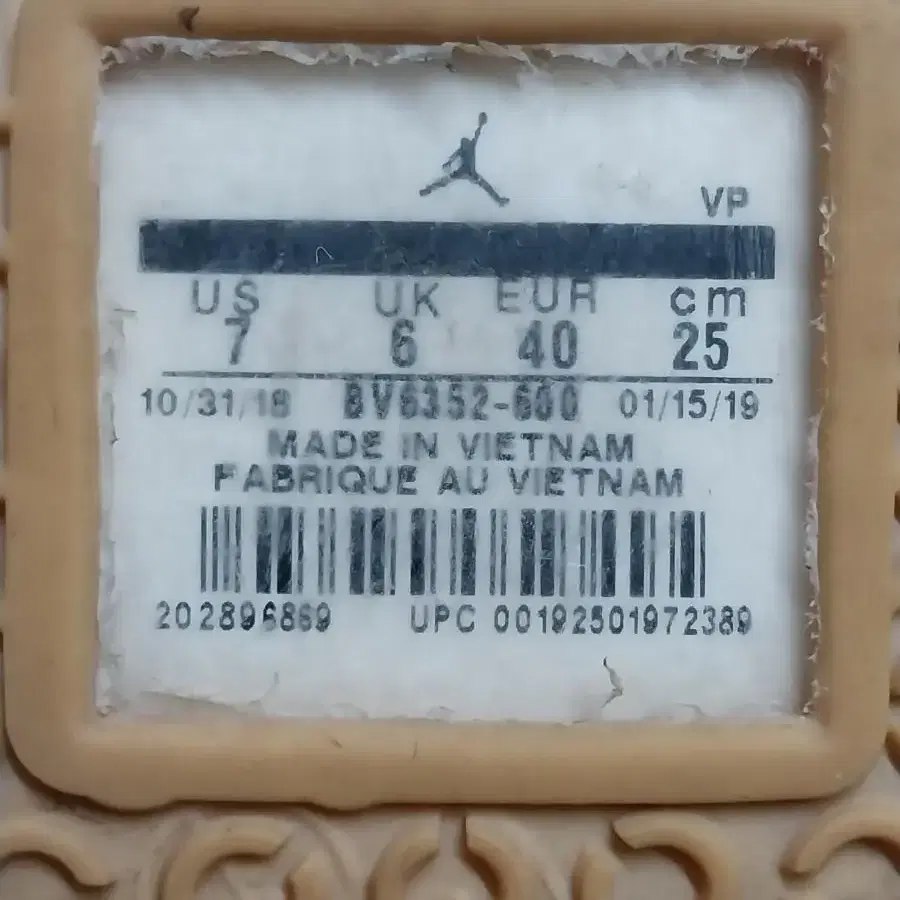 VP
US UK EUR cm
7 6 40 25
10/31/18 BV6352-600 01/15/19
MADE IN VIETNAM
FABRIQUE AU VIETNAM
202896869 UPC 00192501972389